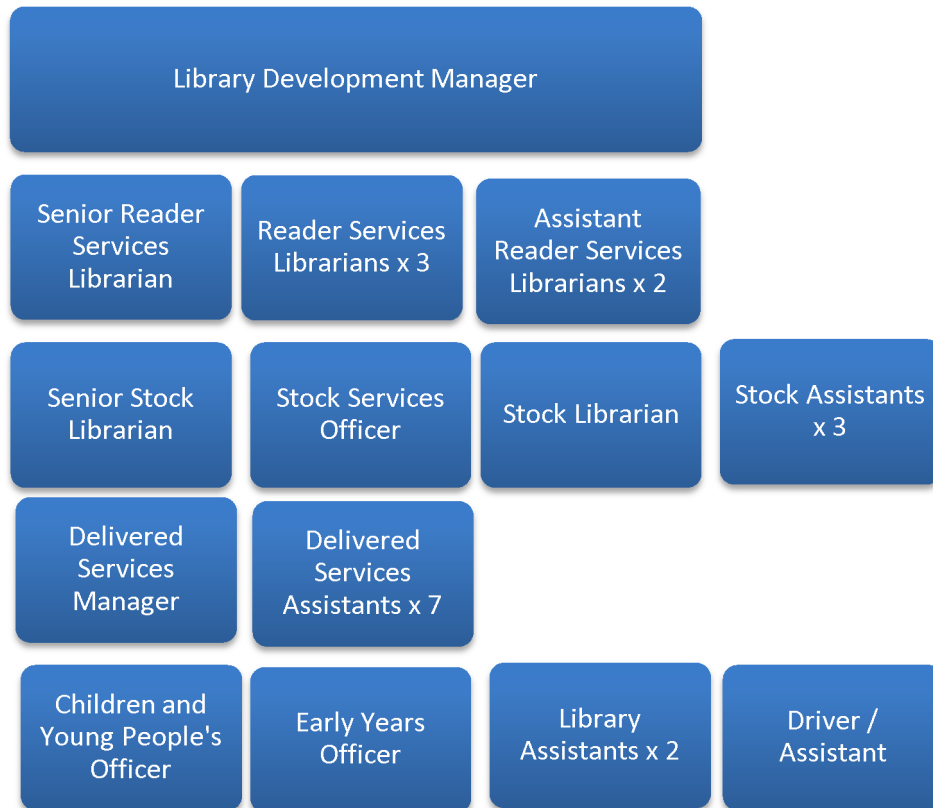 Library Development Manager
Senior Reader
Services
Librarian
Reader Services
Librarians x 3
Assistant
Reader Services
Librarians x 2
Senior Stock
Librarian
Stock Services
Officer
Stock Librarian
Stock Assistants
x 3
Delivered
Services
Manager
Delivered
Services
Assistants x 7
Children and
Young People's
Officer
Early Years
Officer
Library
Assistants x 2
Driver /
Assistant